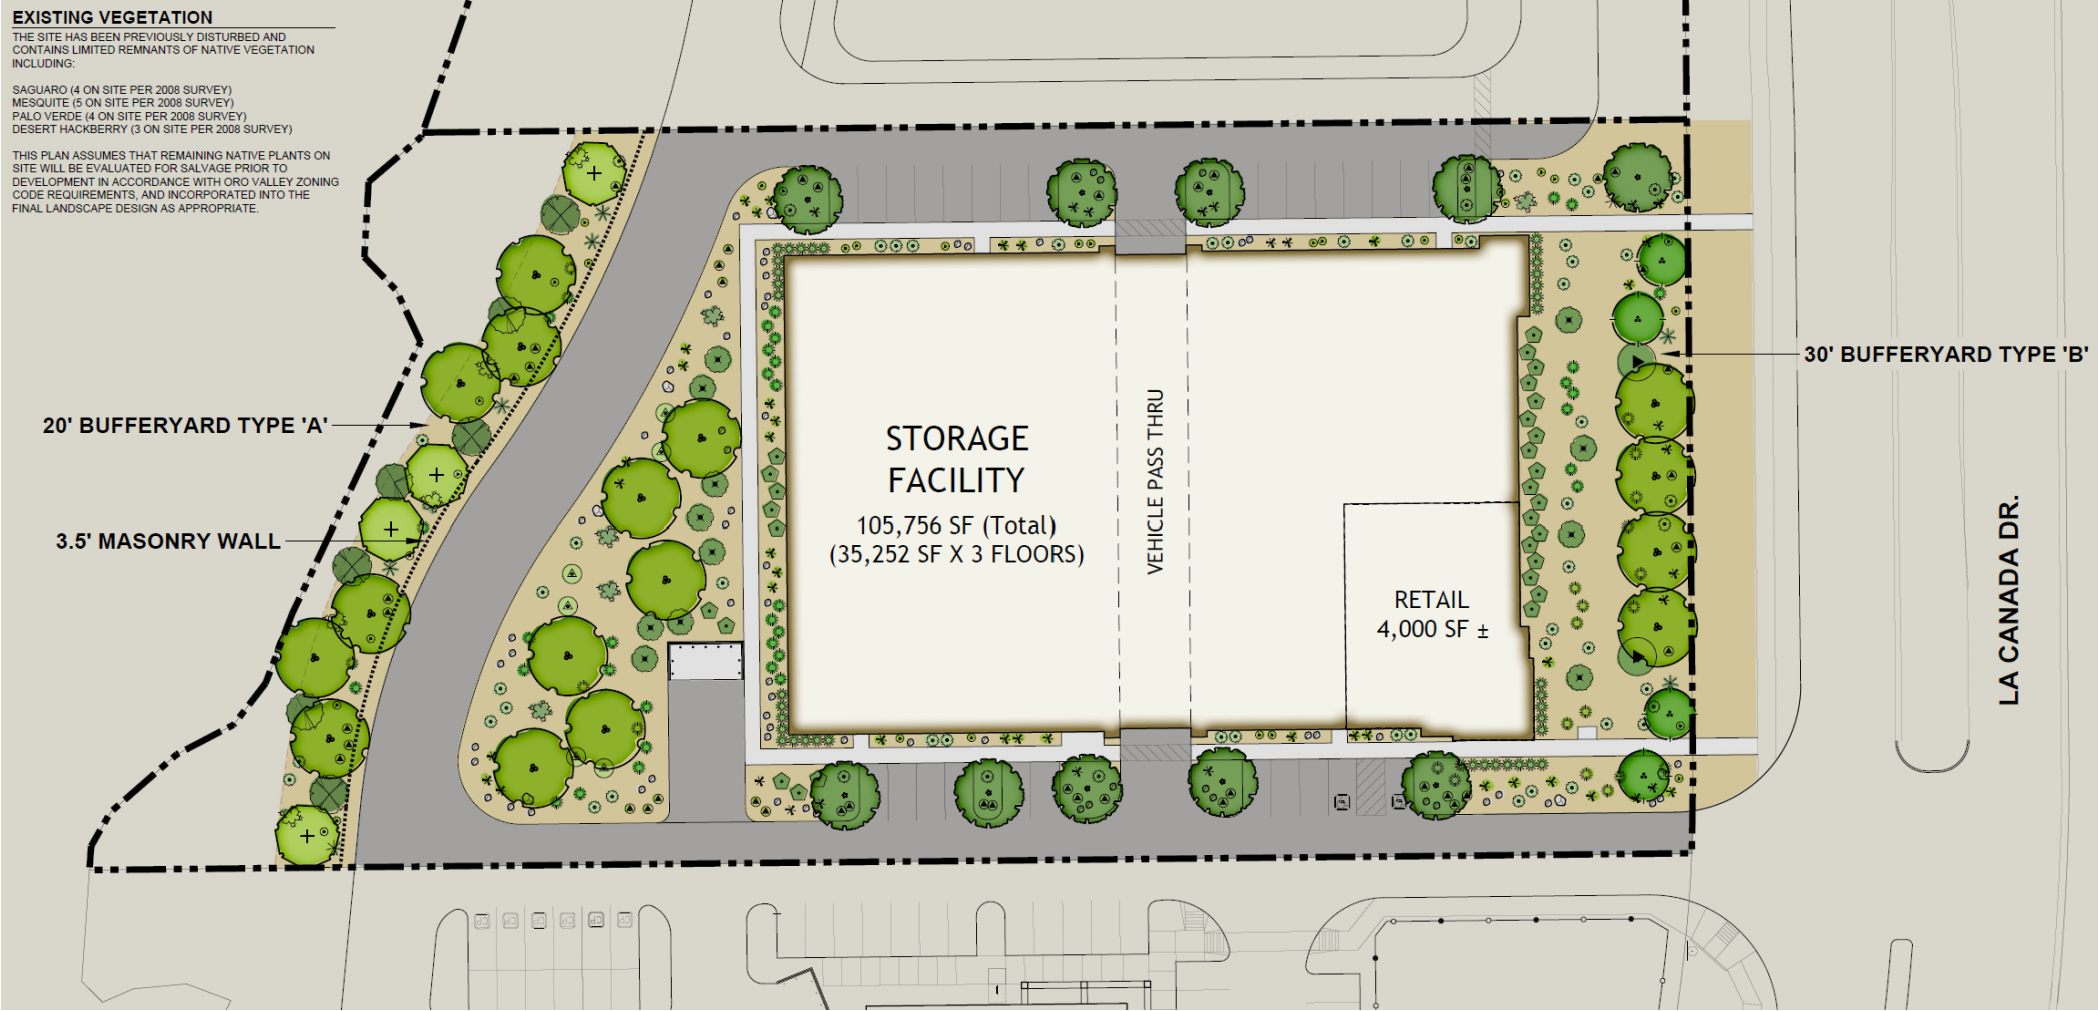 EXISTING VEGETATION
THE SITE HAS BEEN PREVIOUSLY DISTURBED AND
CONTAINS LIMITED REMNANTS OF NATIVE VEGETATION
INCLUDING:
SAGUARO (4 ON SITE PER 2008 SURVEY)
MESQUITE (5 ON SITE PER 2008 SURVEY)
PALO VERDE (4 ON SITE PER 2008 SURVEY)
DESERT HACKBERRY (3 ON SITE PER 2008 SURVEY)
THIS PLAN ASSUMES THAT REMAINING NATIVE PLANTS ON
SITE WILL BE EVALUATED FOR SALVAGE PRIOR TO
DEVELOPMENT IN ACCORDANCE WITH ORO VALLEY ZONING
CODE REQUIREMENTS, AND INCORPORATED INTO THE
FINAL LANDSCAPE DESIGN AS APPROPRIATE.
20' BUFFERYARD TYPE 'A'
3.5' MASONRY WALL
STORAGE
FACILITY
105,756 SF (Total)
(35,252 SF X 3 FLOORS)
VEHICLE PASS THRU
RETAIL
4,000 SF ±
30' BUFFERYARD TYPE 'B'
LA CANADA DR.